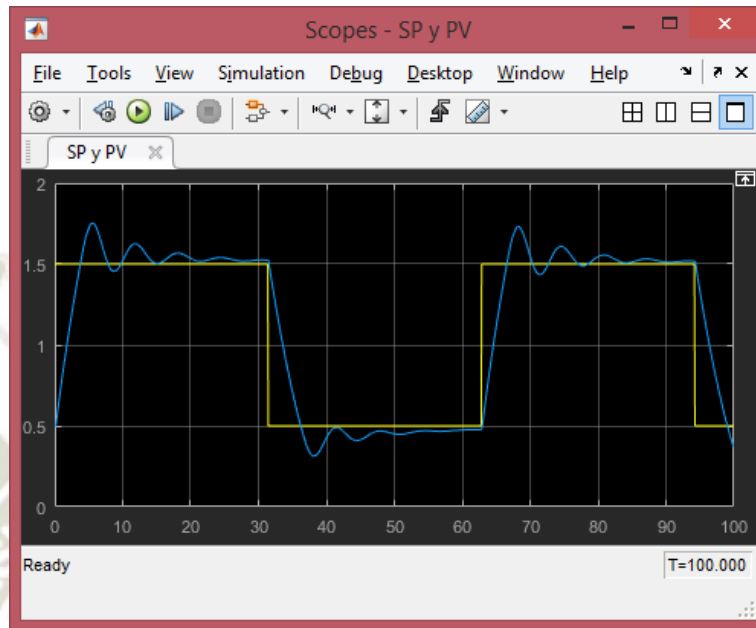 Scopes - SP y PV
File Tools View Simulation Debug Desktop Window Help
SP y PV
2
1.5
1
0.5
0
0 10 20 30 40 50 60 70 80 90 100
Ready T=100.000